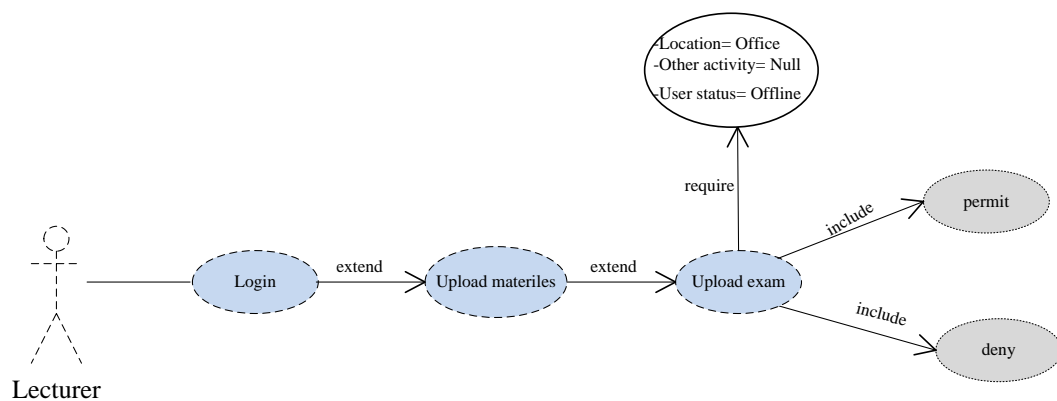 -Location= Office
-Other activity= Null
-User status= Offline
require
permit
include
Login
extend
Upload materiles
extend
Upload exam
include
deny
Lecturer